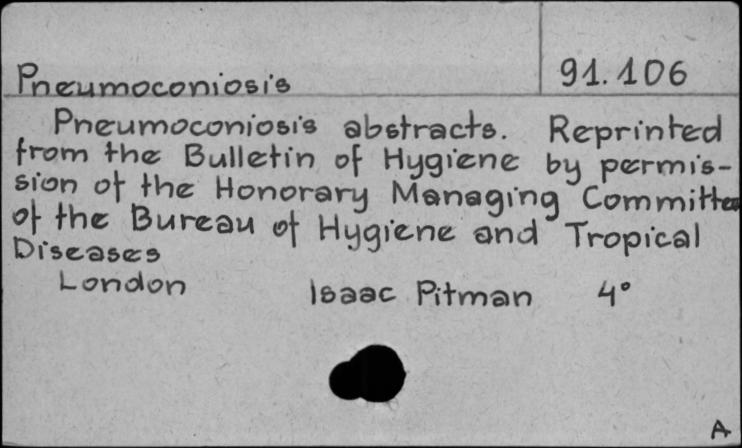 Pneumoconiosis 91.106
Pneumoconiosis abstracts. Reprinted
from the Bulletin of Hygiene by permis-
sion of the Honorary Managing Committee
of the Bureau of Hygiene and Tropical
Diseases
London Isaac Pitman 4°
A